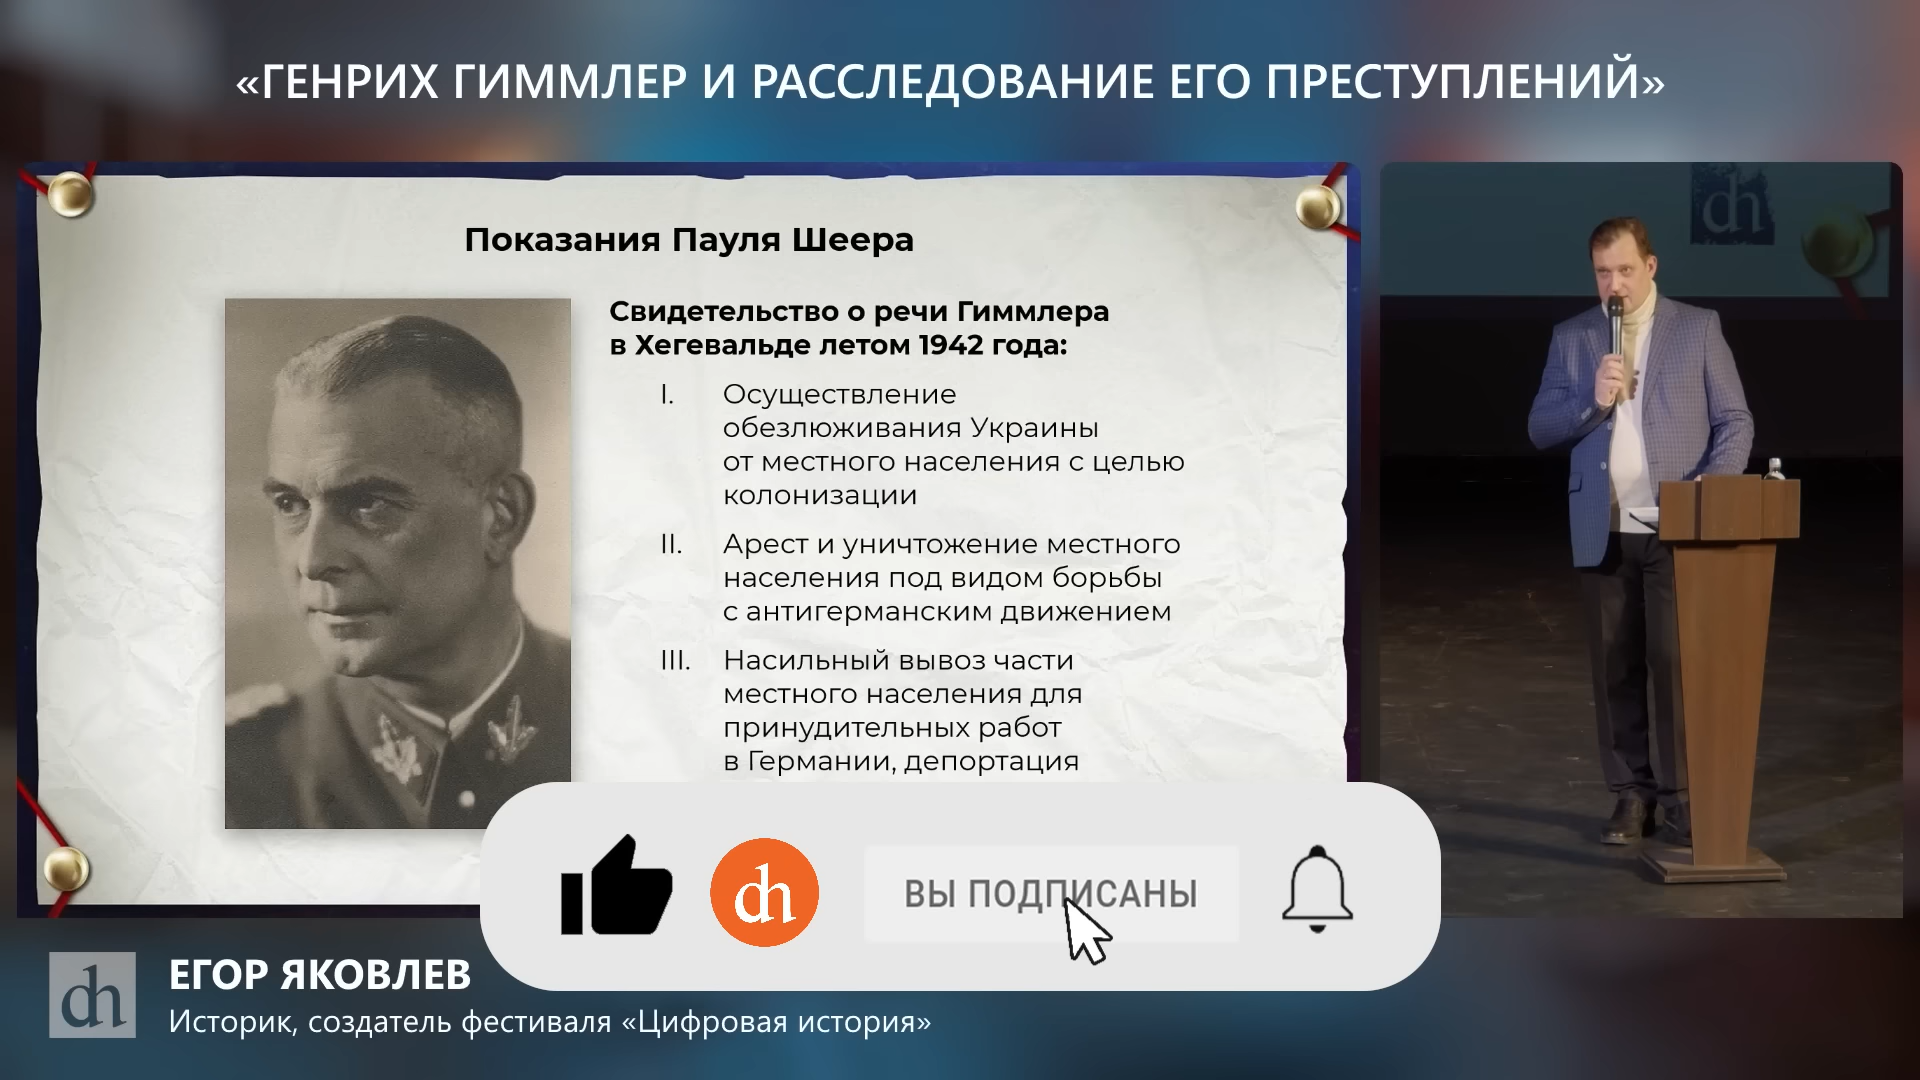 «ГЕНРИХ ГИММЛЕР И РАССЛЕДОВАНИЕ ЕГО ПРЕСТУПЛЕНИЙ»
Показания Пауля Шеера
Свидетельство о речи Гиммлера
в Хегевальде летом 1942 года:
I. Осуществление
обезлюживания Украины
от местного населения с целью
колонизации
II. Арест и уничтожение местного
населения под видом борьбы
с антигерманским движением
III. Насильный вывоз части
местного населения для
принудительных работ
в Германии, депортация
dh
dh
ВЫ ПОДПИСАНЫ
dh
ЕГОР ЯКОВЛЕВ
Историк, создатель фестиваля «Цифровая история»